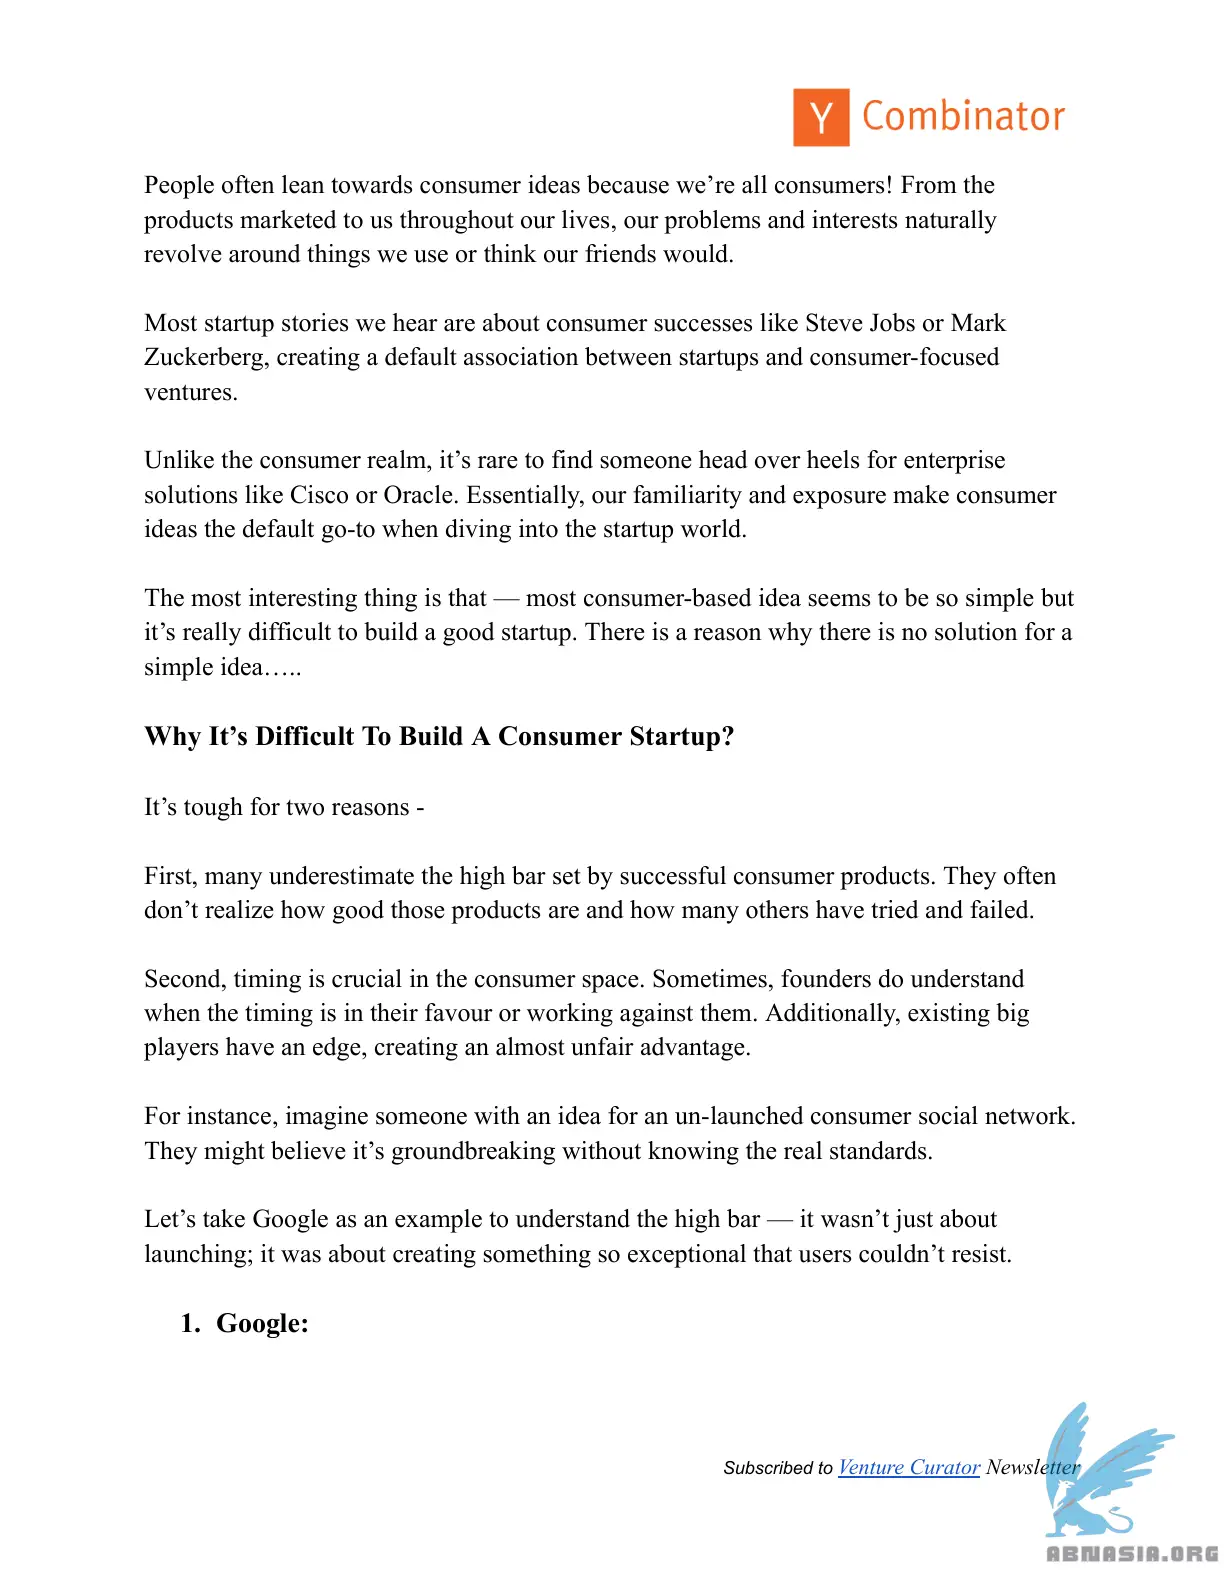 Y Combinator
People often lean towards consumer ideas because we’re all consumers! From the
products marketed to us throughout our lives, our problems and interests naturally
revolve around things we use or think our friends would.
Most startup stories we hear are about consumer successes like Steve Jobs or Mark
Zuckerberg, creating a default association between startups and consumer-focused
ventures.
Unlike the consumer realm, it’s rare to find someone head over heels for enterprise
solutions like Cisco or Oracle. Essentially, our familiarity and exposure make consumer
ideas the default go-to when diving into the startup world.
The most interesting thing is that — most consumer-based idea seems to be so simple but
it’s really difficult to build a good startup. There is a reason why there is no solution for a
simple idea…..
Why It’s Difficult To Build A Consumer Startup?
It’s tough for two reasons -
First, many underestimate the high bar set by successful consumer products. They often
don’t realize how good those products are and how many others have tried and failed.
Second, timing is crucial in the consumer space. Sometimes, founders do understand
when the timing is in their favour or working against them. Additionally, existing big
players have an edge, creating an almost unfair advantage.
For instance, imagine someone with an idea for an un-launched consumer social network.
They might believe it’s groundbreaking without knowing the real standards.
Let’s take Google as an example to understand the high bar — it wasn’t just about
launching; it was about creating something so exceptional that users couldn’t resist.
1. Google:
Subscribed to Venture Curator Newsletter
ABNASIA.ORG